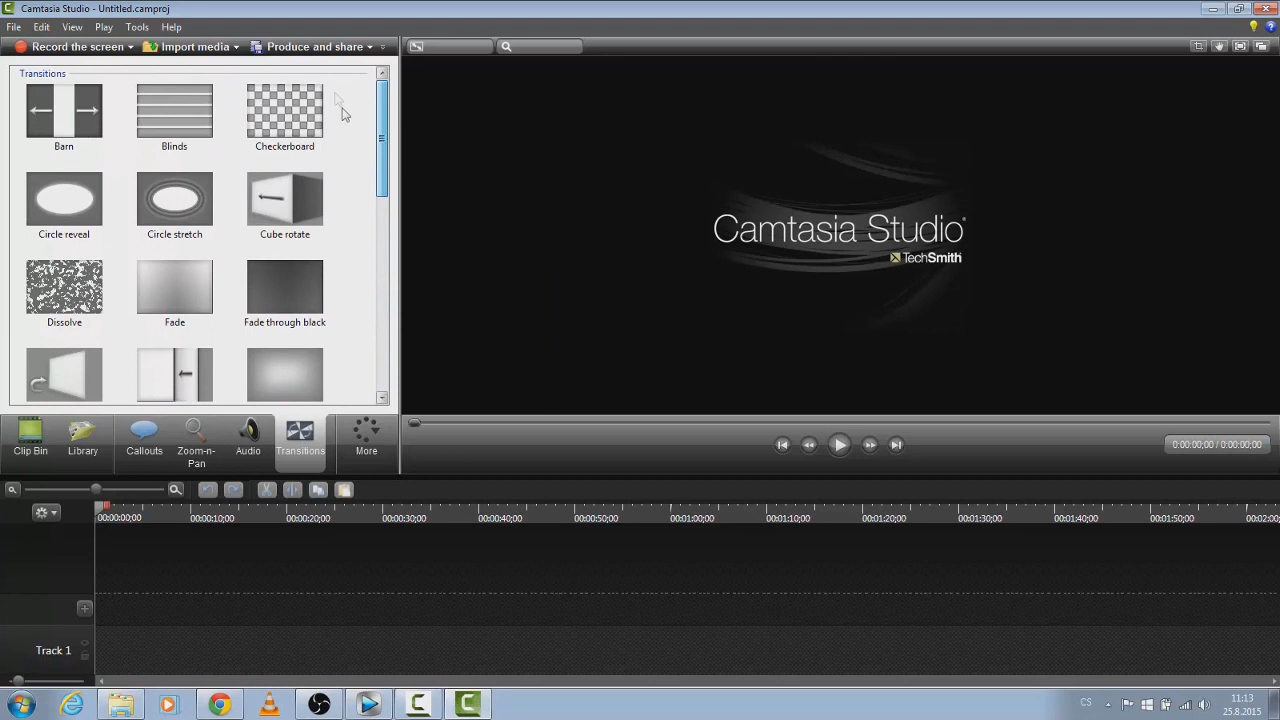 Camtasia Studio - Untitled.camproj
File Edit View Play Tools Help
Record the screen Import media Produce and share
Transitions
Barn Blinds Checkerboard
Circle reveal Circle stretch Cube rotate
Dissolve Fade Fade through black
Camtasia Studio®
TechSmith
Clip Bin Library Callouts Zoom-n-Pan Audio Transitions More
0:00:00;00 / 0:00:00;00
00:00:00;00 00:00:10;00 00:00:20;00 00:00:30;00 00:00:40;00 00:00:50;00 00:01:00;00 00:01:10;00 00:01:20;00 00:01:30;00 00:01:40;00 00:01:50;00 00:02:00;
Track 1
CS
11:13
25.8.2015